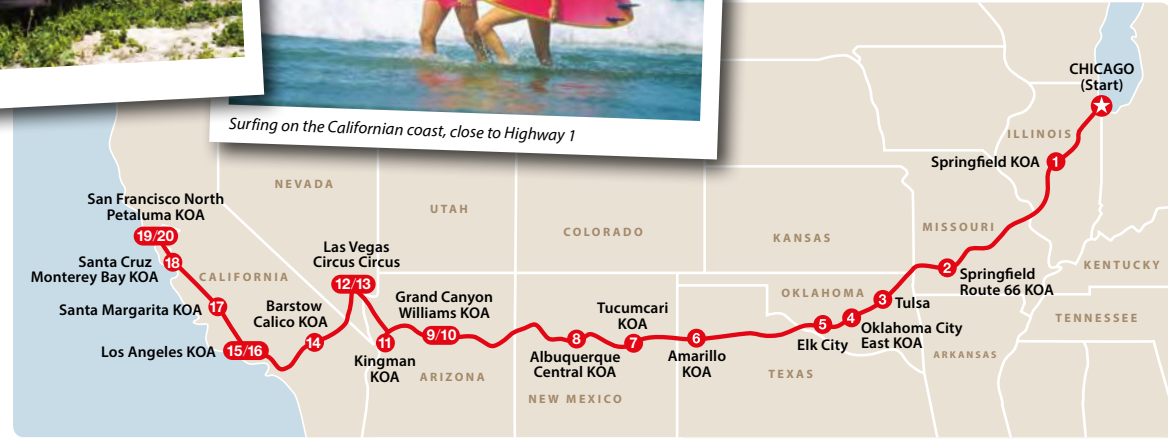 Surfing on the Californian coast, close to Highway 1
CHICAGO
(Start)
ILLINOIS
Springfield KOA
1
NEVADA
UTAH
COLORADO
KANSAS
MISSOURI
KENTUCKY
San Francisco North
Petaluma KOA
19/20
Santa Cruz
Monterey Bay KOA
18
CALIFORNIA
Las Vegas
Circus Circus
12/13
2
Springfield
Route 66 KOA
Santa Margarita KOA
17
Barstow
Calico KOA
14
Grand Canyon
Williams KOA
9/10
Tucumcari
KOA
7
OKLAHOMA
3
Tulsa
TENNESSEE
Los Angeles KOA
15/16
11
Kingman
KOA
ARIZONA
8
Albuquerque
Central KOA
NEW MEXICO
6
Amarillo
KOA
TEXAS
5
Elk City
4
Oklahoma City
East KOA
ARKANSAS